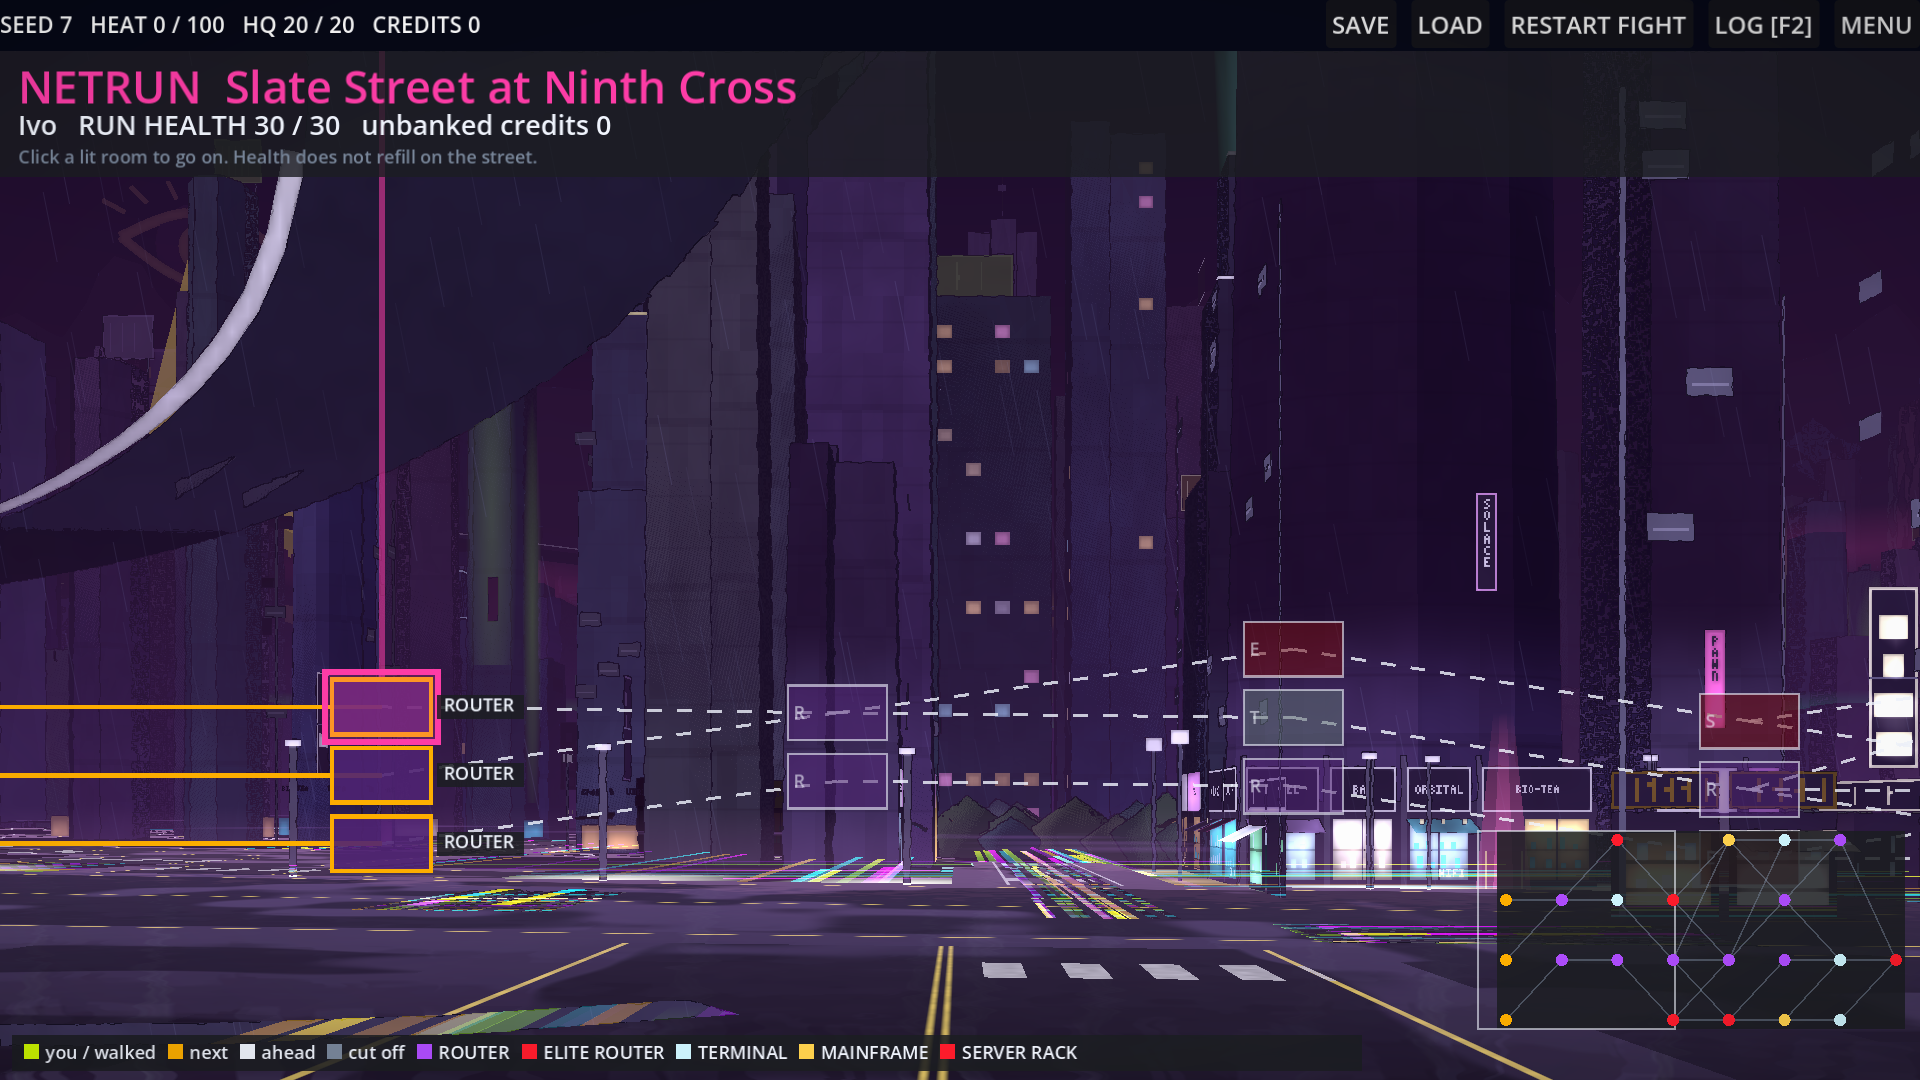 SEED 7 HEAT 0 / 100 HQ 20 / 20 CREDITS 0 SAVE LOAD RESTART FIGHT LOG [F2] MENU
NETRUN Slate Street at Ninth Cross
Ivo RUN HEALTH 30 / 30 unbanked credits 0
Click a lit room to go on. Health does not refill on the street.
SOLACE
PAWN
E
ROUTER
R
T
S
ROUTER
R
R
ORBITAL
BIO-TEA
R
ROUTER
you / walked next ahead cut off ROUTER ELITE ROUTER TERMINAL MAINFRAME SERVER RACK